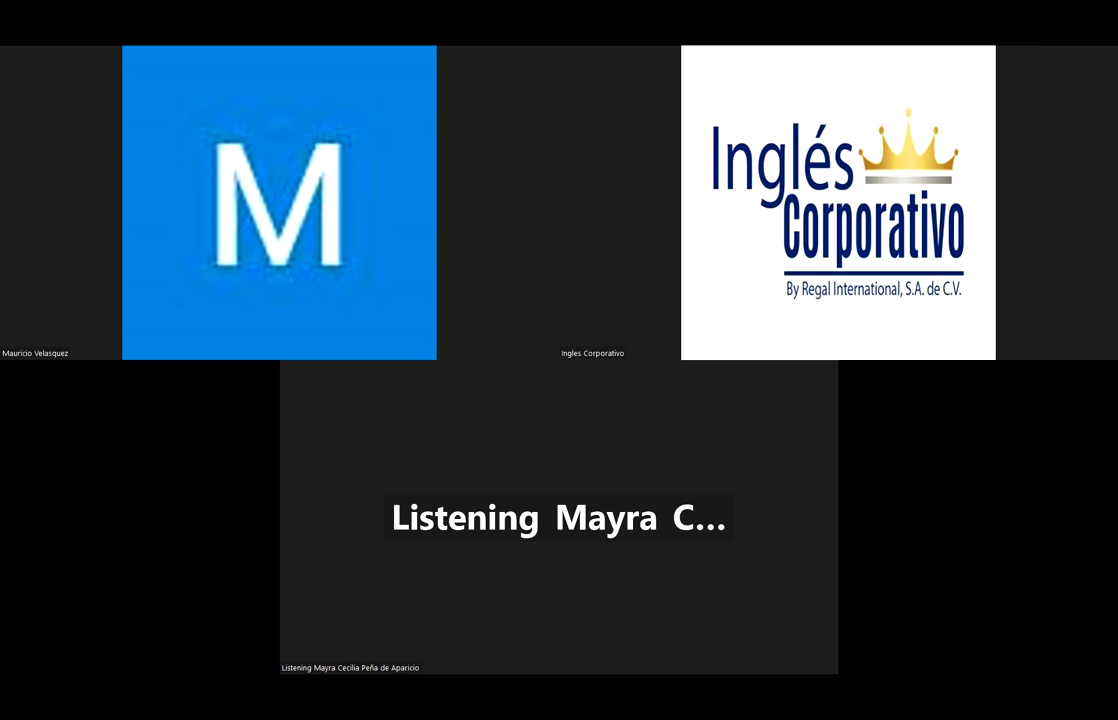 M
Inglés
Corporativo
By Regal International, S.A. de C.V.
Mauricio Velasquez
Ingles Corporativo
Listening Mayra C...
Listening Mayra Cecilia Peña de Aparicio